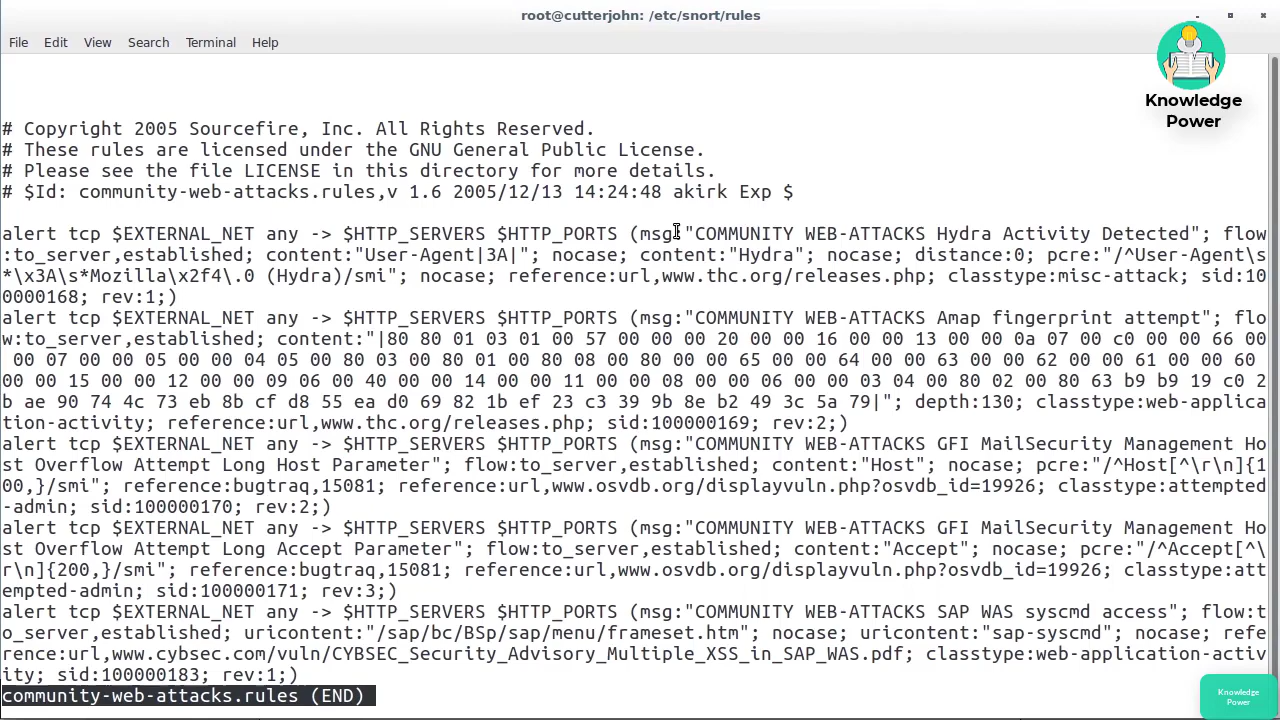 root@cutterjohn: /etc/snort/rules
File Edit View Search Terminal Help
Knowledge
Power
# Copyright 2005 Sourcefire, Inc. All Rights Reserved.
# These rules are licensed under the GNU General Public License.
# Please see the file LICENSE in this directory for more details.
# $Id: community-web-attacks.rules,v 1.6 2005/12/13 14:24:48 akirk Exp $
alert tcp $EXTERNAL_NET any -> $HTTP_SERVERS $HTTP_PORTS (msg:"COMMUNITY WEB-ATTACKS Hydra Activity Detected"; flow
:to_server,established; content:"User-Agent|3A|"; nocase; content:"Hydra"; nocase; distance:0; pcre:"/^User-Agent\s
*\x3A\s*Mozilla\x2f4\.0 (Hydra)/smi"; nocase; reference:url,www.thc.org/releases.php; classtype:misc-attack; sid:10
0000168; rev:1;)
alert tcp $EXTERNAL_NET any -> $HTTP_SERVERS $HTTP_PORTS (msg:"COMMUNITY WEB-ATTACKS Amap fingerprint attempt"; flo
w:to_server,established; content:"|80 80 01 03 01 00 57 00 00 00 20 00 00 16 00 00 13 00 00 0a 07 00 c0 00 00 66 00
 00 07 00 00 05 00 00 04 05 00 80 03 00 80 01 00 80 08 00 80 00 00 65 00 00 64 00 00 63 00 00 62 00 00 61 00 00 60
00 00 15 00 00 12 00 00 09 06 00 40 00 00 14 00 00 11 00 00 08 00 00 06 00 00 03 04 00 80 02 00 80 63 b9 b9 19 c0 2
b ae 90 74 4c 73 eb 8b cf d8 55 ea d0 69 82 1b ef 23 c3 39 9b 8e b2 49 3c 5a 79|"; depth:130; classtype:web-applica
tion-activity; reference:url,www.thc.org/releases.php; sid:100000169; rev:2;)
alert tcp $EXTERNAL_NET any -> $HTTP_SERVERS $HTTP_PORTS (msg:"COMMUNITY WEB-ATTACKS GFI MailSecurity Management Ho
st Overflow Attempt Long Host Parameter"; flow:to_server,established; content:"Host"; nocase; pcre:"/^Host[^\r\n]{1
00,}/smi"; reference:bugtraq,15081; reference:url,www.osvdb.org/displayvuln.php?osvdb_id=19926; classtype:attempted
-admin; sid:100000170; rev:2;)
alert tcp $EXTERNAL_NET any -> $HTTP_SERVERS $HTTP_PORTS (msg:"COMMUNITY WEB-ATTACKS GFI MailSecurity Management Ho
st Overflow Attempt Long Accept Parameter"; flow:to_server,established; content:"Accept"; nocase; pcre:"/^Accept[^\
r\n]{200,}/smi"; reference:bugtraq,15081; reference:url,www.osvdb.org/displayvuln.php?osvdb_id=19926; classtype:att
empted-admin; sid:100000171; rev:3;)
alert tcp $EXTERNAL_NET any -> $HTTP_SERVERS $HTTP_PORTS (msg:"COMMUNITY WEB-ATTACKS SAP WAS syscmd access"; flow:t
o_server,established; uricontent:"/sap/bc/BSp/sap/menu/frameset.htm"; nocase; uricontent:"sap-syscmd"; nocase; refe
rence:url,www.cybsec.com/vuln/CYBSEC_Security_Advisory_Multiple_XSS_in_SAP_WAS.pdf; classtype:web-application-activ
ity; sid:100000183; rev:1;)
community-web-attacks.rules (END)
Knowledge
Power